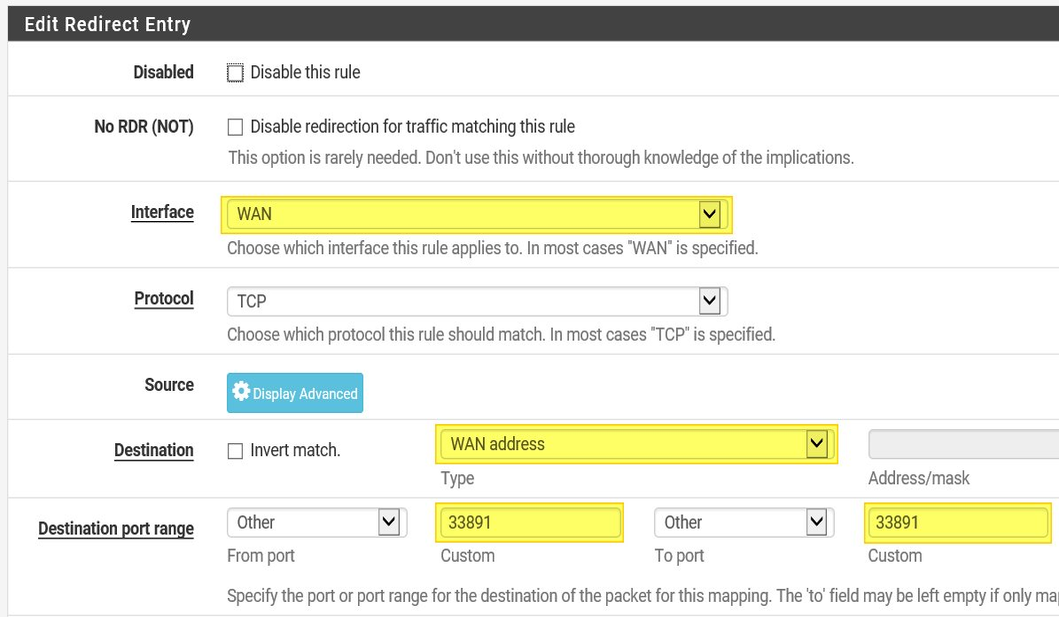 Edit Redirect Entry
Disabled Disable this rule
No RDR (NOT) Disable redirection for traffic matching this rule
This option is rarely needed. Don't use this without thorough knowledge of the implications.
Interface WAN
Choose which interface this rule applies to. In most cases "WAN" is specified.
Protocol TCP
Choose which protocol this rule should match. In most cases "TCP" is specified.
Source Display Advanced
Destination Invert match. WAN address
Type Address/mask
Destination port range Other 33891 Other 33891
From port Custom To port Custom
Specify the port or port range for the destination of the packet for this mapping. The 'to' field may be left empty if only